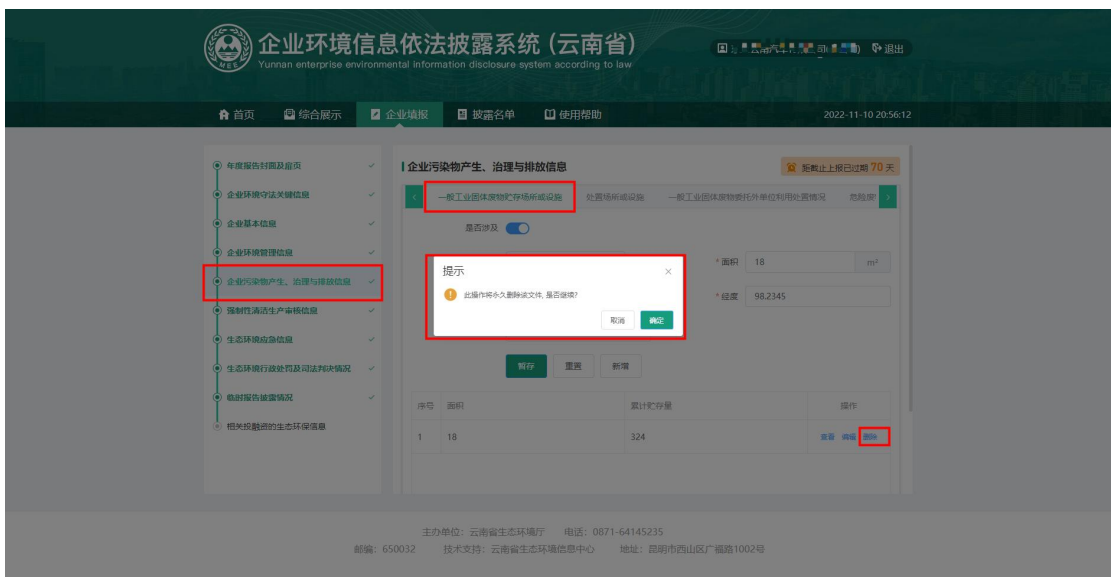 企业环境信息依法披露系统 (云南省)
Yunnan enterprise environmental information disclosure system according to law
退出
首页 综合展示 企业填报 披露名单 使用帮助 2022-11-10 20:56:12
年度报告封面及扉页
企业环境守法关键信息
企业基本信息
企业环境管理信息
企业污染物产生、治理与排放信息
强制性清洁生产审核信息
生态环境应急信息
生态环境行政处罚及司法判决情况
临时报告披露情况
相关投融资的生态环保信息
企业污染物产生、治理与排放信息 距截止上报已过期 70 天
一般工业固体废物贮存场所或设施 处置场所或设施 一般工业固体废物委托外单位利用处置情况 危险废
是否涉及
* 面积 18 m²
* 经度 98.2345
提示
此操作将永久删除该文件, 是否继续?
取消 确定
暂存 重置 新增
序号 面积 累计贮存量 操作
1 18 324 查看 编辑 删除
主办单位：云南省生态环境厅 电话：0871-64145235
邮编：650032 技术支持：云南省生态环境信息中心 地址：昆明市西山区广福路1002号